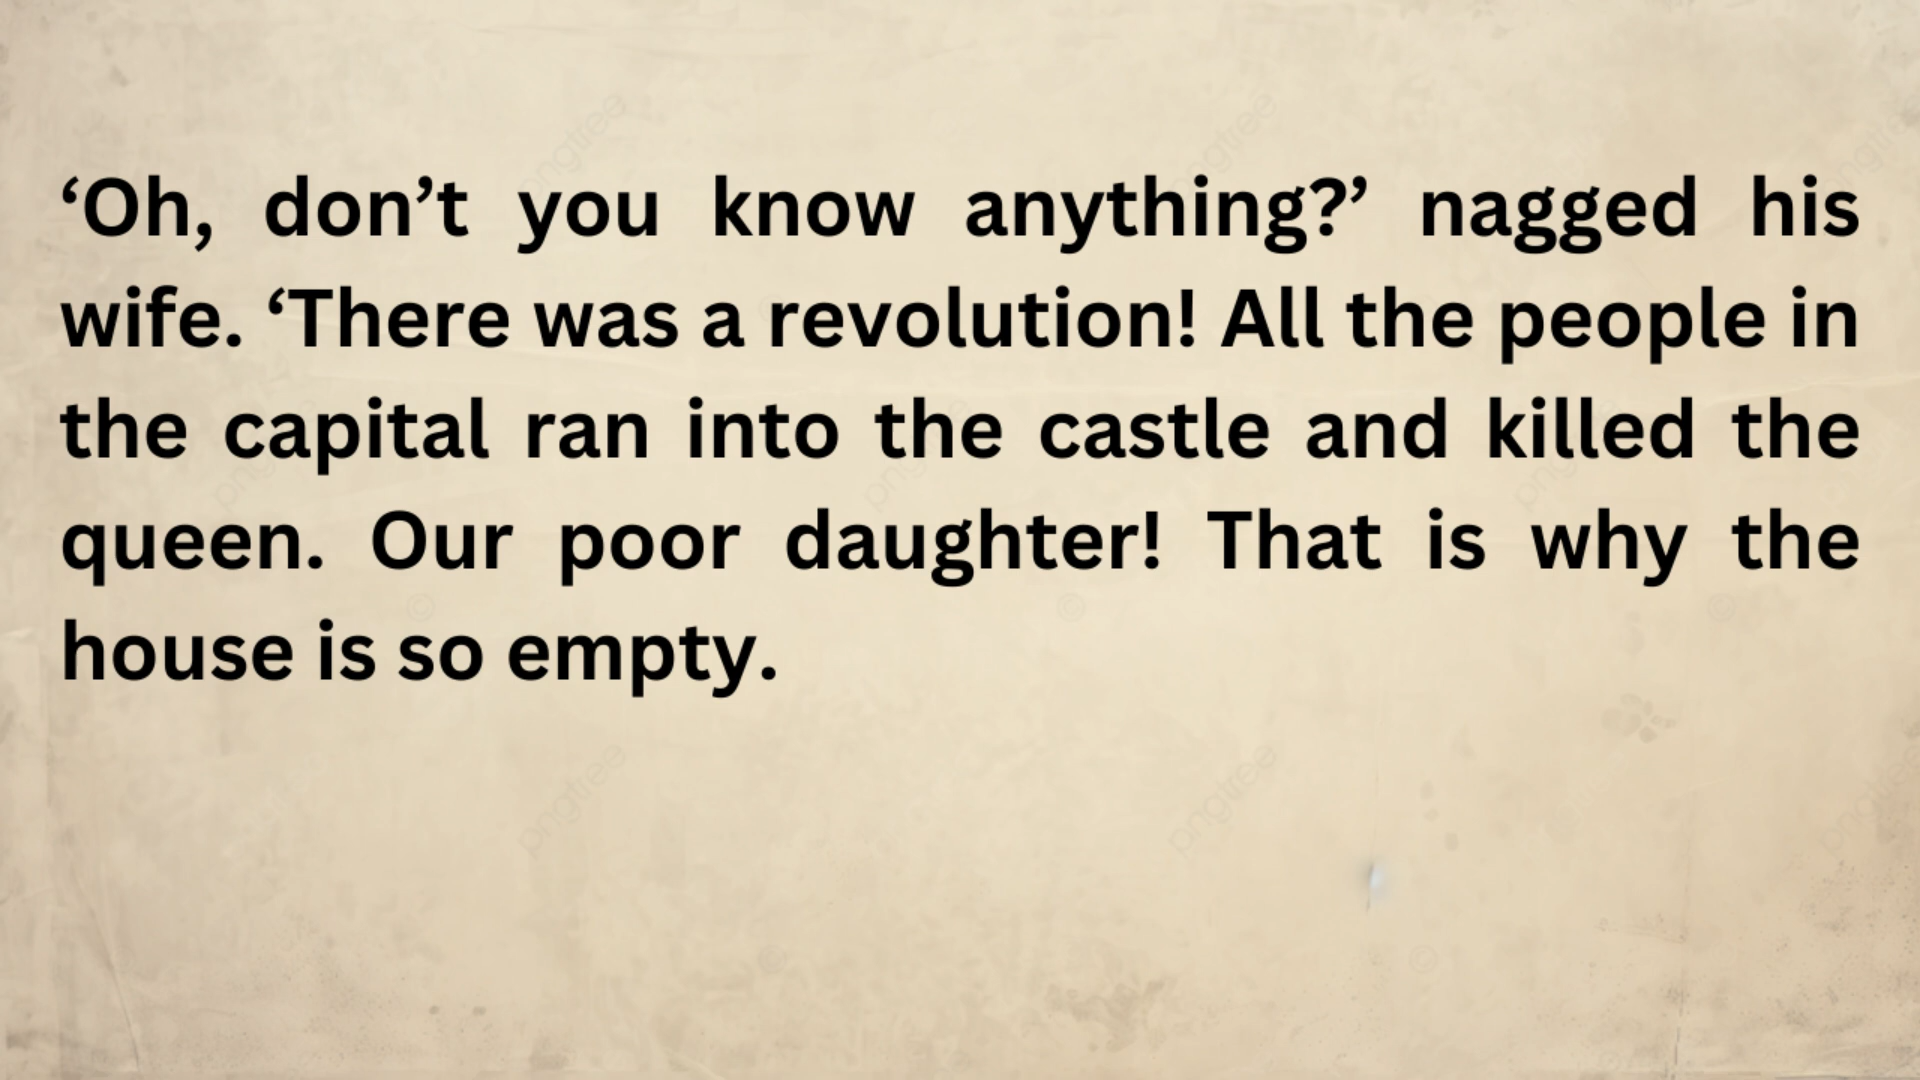 ‘Oh, don’t you know anything?’ nagged his
wife. ‘There was a revolution! All the people in
the capital ran into the castle and killed the
queen. Our poor daughter! That is why the
house is so empty.